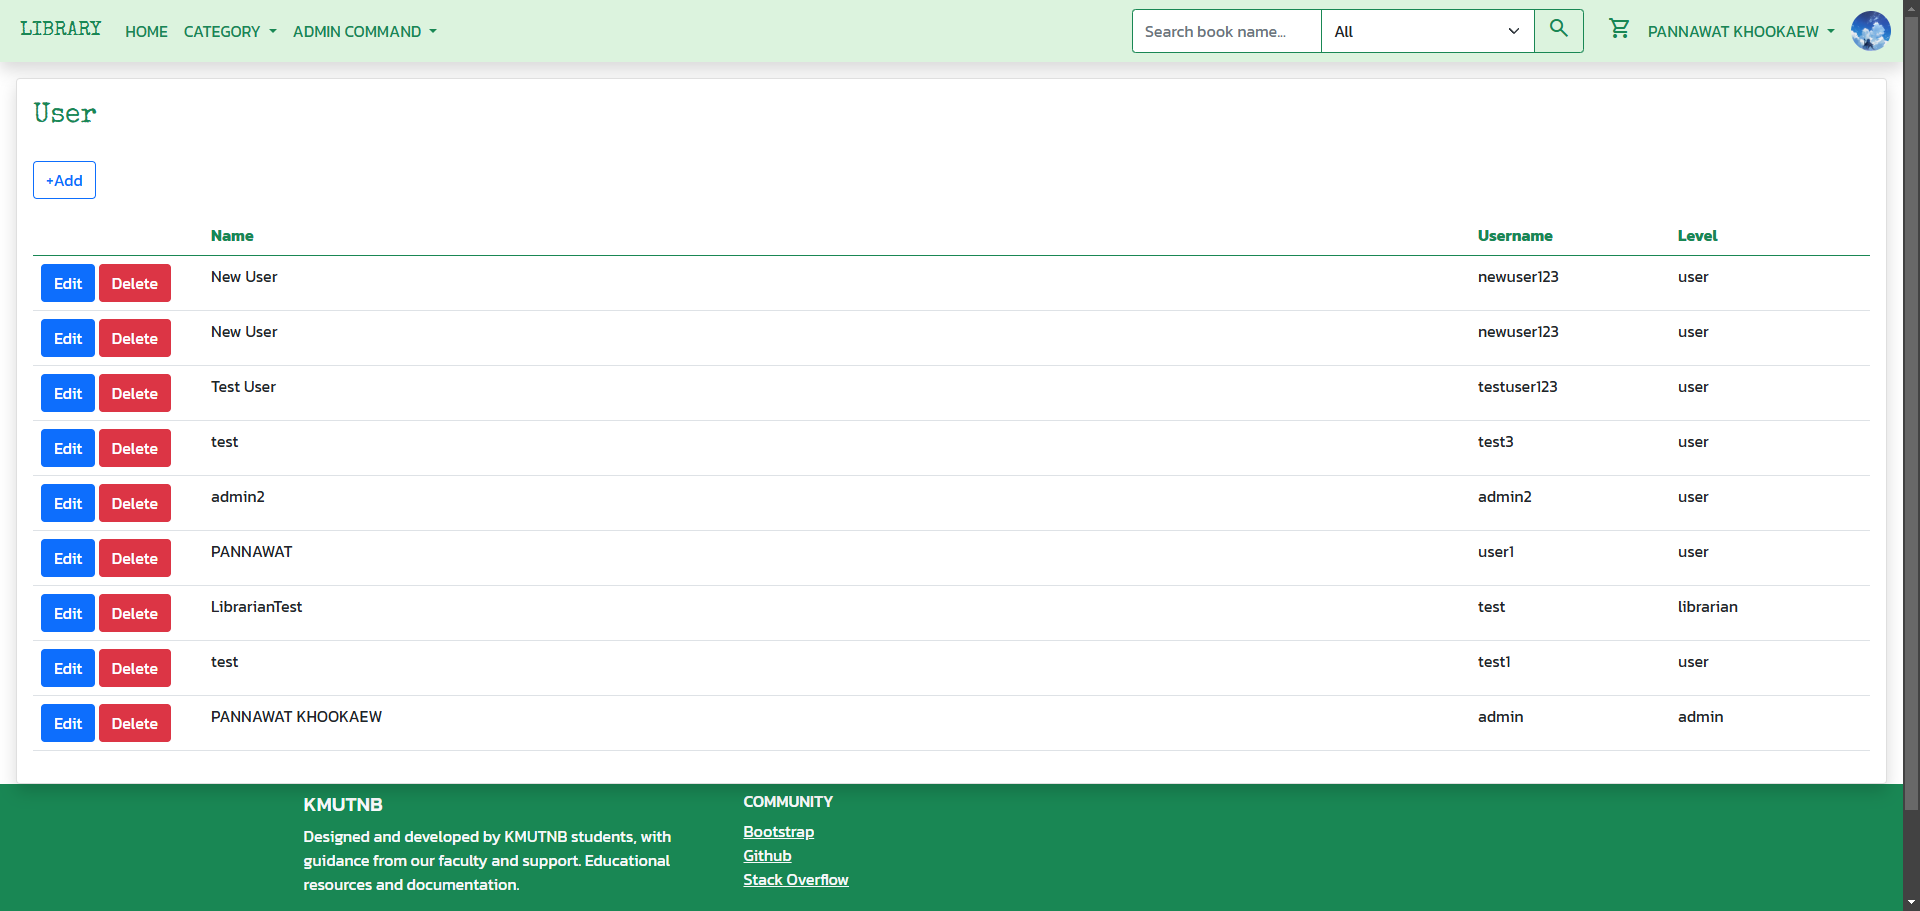 LIBRARY HOME CATEGORY ADMIN COMMAND Search book name... All PANNAWAT KHOOKAEW
User
+Add
Name Username Level
Edit Delete New User newuser123 user
Edit Delete New User newuser123 user
Edit Delete Test User testuser123 user
Edit Delete test test3 user
Edit Delete admin2 admin2 user
Edit Delete PANNAWAT user1 user
Edit Delete LibrarianTest test librarian
Edit Delete test test1 user
Edit Delete PANNAWAT KHOOKAEW admin admin
KMUTNB
Designed and developed by KMUTNB students, with
guidance from our faculty and support. Educational
resources and documentation.
COMMUNITY
Bootstrap
Github
Stack Overflow